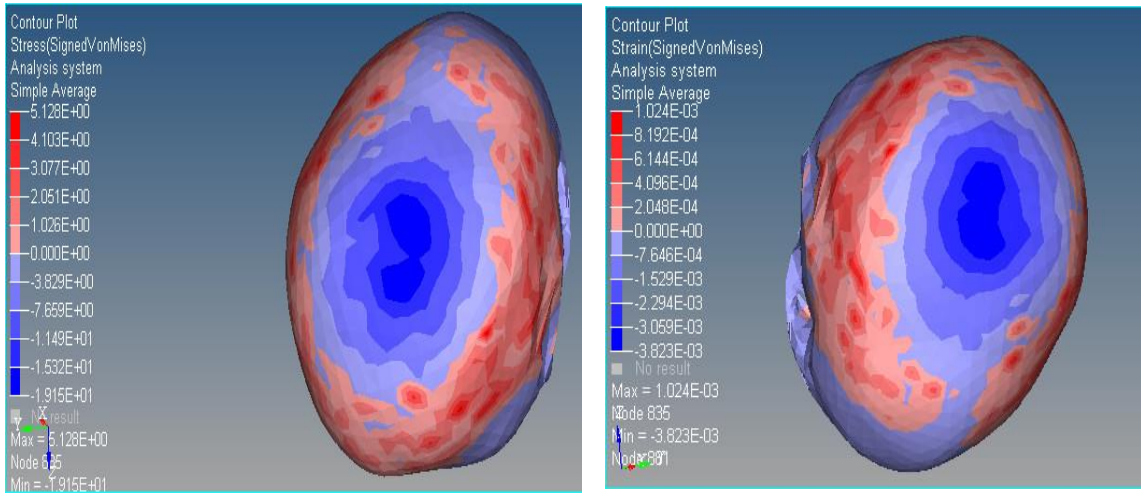 Contour Plot
Stress(SignedVonMises)
Analysis system
Simple Average
5.128E+00
4.103E+00
3.077E+00
2.051E+00
1.026E+00
0.000E+00
-3.829E+00
-7.659E+00
-1.149E+01
-1.532E+01
-1.915E+01
No result
X
Y
Max = 5.128E+00
Node 835
Z
Min = -1.915E+01
Contour Plot
Strain(SignedVonMises)
Analysis system
Simple Average
1.024E-03
8.192E-04
6.144E-04
4.096E-04
2.048E-04
0.000E+00
-7.646E-04
-1.529E-03
-2.294E-03
-3.059E-03
-3.823E-03
No result
Max = 1.024E-03
Z
Node 835
Min = -3.823E-03
Y